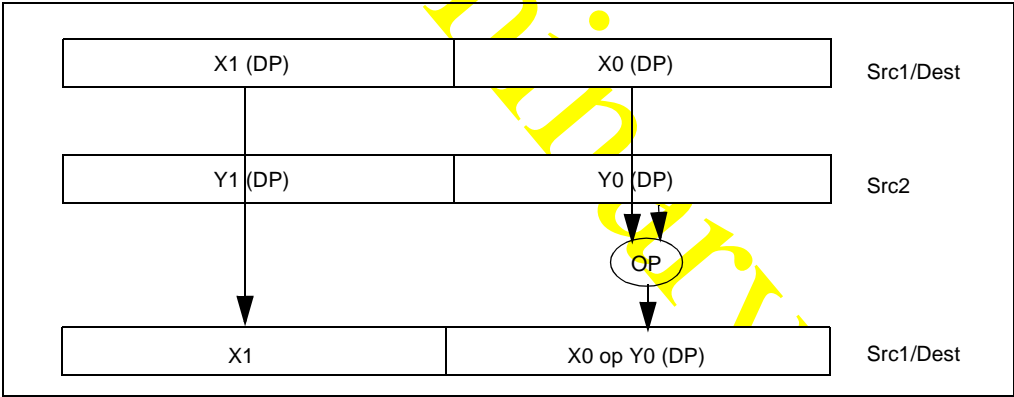 X1 (DP) X0 (DP) Src1/Dest
Y1 (DP) Y0 (DP) Src2
OP
X1 X0 op Y0 (DP) Src1/Dest